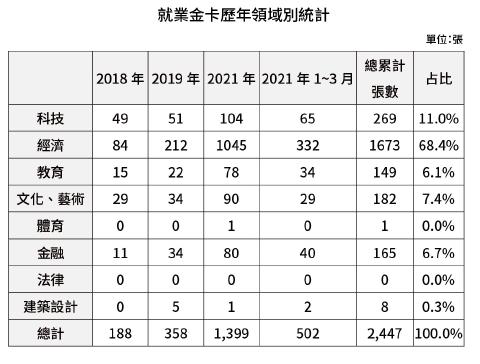 就業金卡歷年領域別統計
單位:張
2018 年 2019 年 2021 年 2021 年 1~3 月 總累計張數 占比
科技 49 51 104 65 269 11.0%
經濟 84 212 1045 332 1673 68.4%
教育 15 22 78 34 149 6.1%
文化、藝術 29 34 90 29 182 7.4%
體育 0 0 1 0 1 0.0%
金融 11 34 80 40 165 6.7%
法律 0 0 0 0 0 0.0%
建築設計 0 5 1 2 8 0.3%
總計 188 358 1,399 502 2,447 100.0%